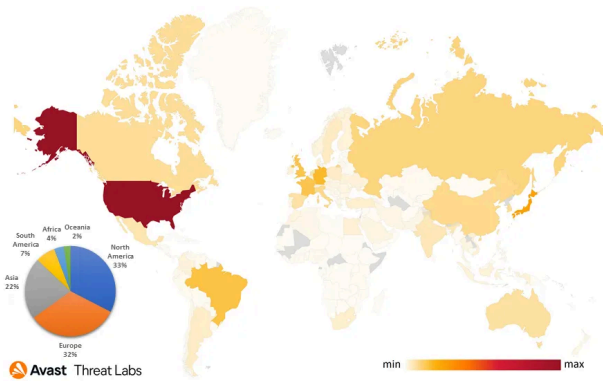 Africa
4%
Oceania
2%
South
America
7%
North
America
33%
Asia
22%
Europe
32%
Avast Threat Labs
min
max